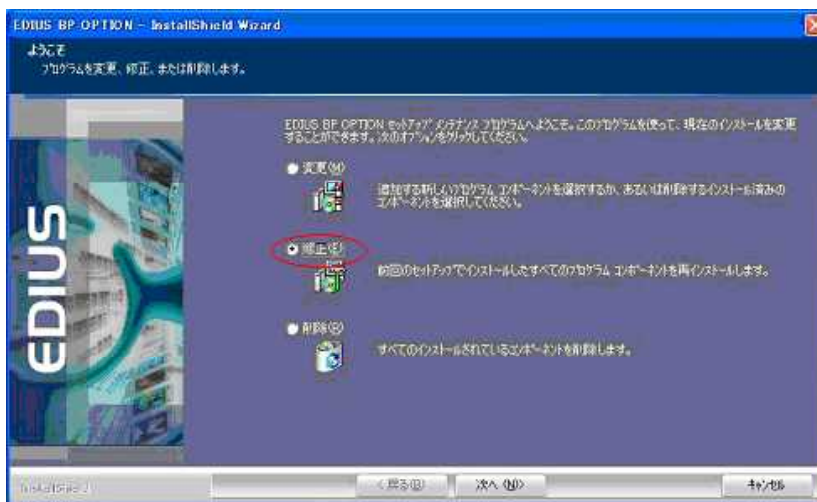 EDIUS BP OPTION - InstallShield Wizard
ようこそ
プログラムを変更、修正、または削除します。
EDIUS BP OPTION セットアップ メンテナンス プログラムへようこそ。このプログラムを使って、現在のインストールを変更
することができます。次のオプションをクリックしてください。
変更(M)
追加する新しいプログラム コンポーネントを選択するか、あるいは削除するインストール済みの
コンポーネントを選択してください。
修正(E)
前回のセットアップでインストールしたすべてのプログラム コンポーネントを再インストールします。
削除(R)
すべてのインストールされているコンポーネントを削除します。
EDIUS
InstallShield
< 戻る(B)
次へ (N)>
キャンセル